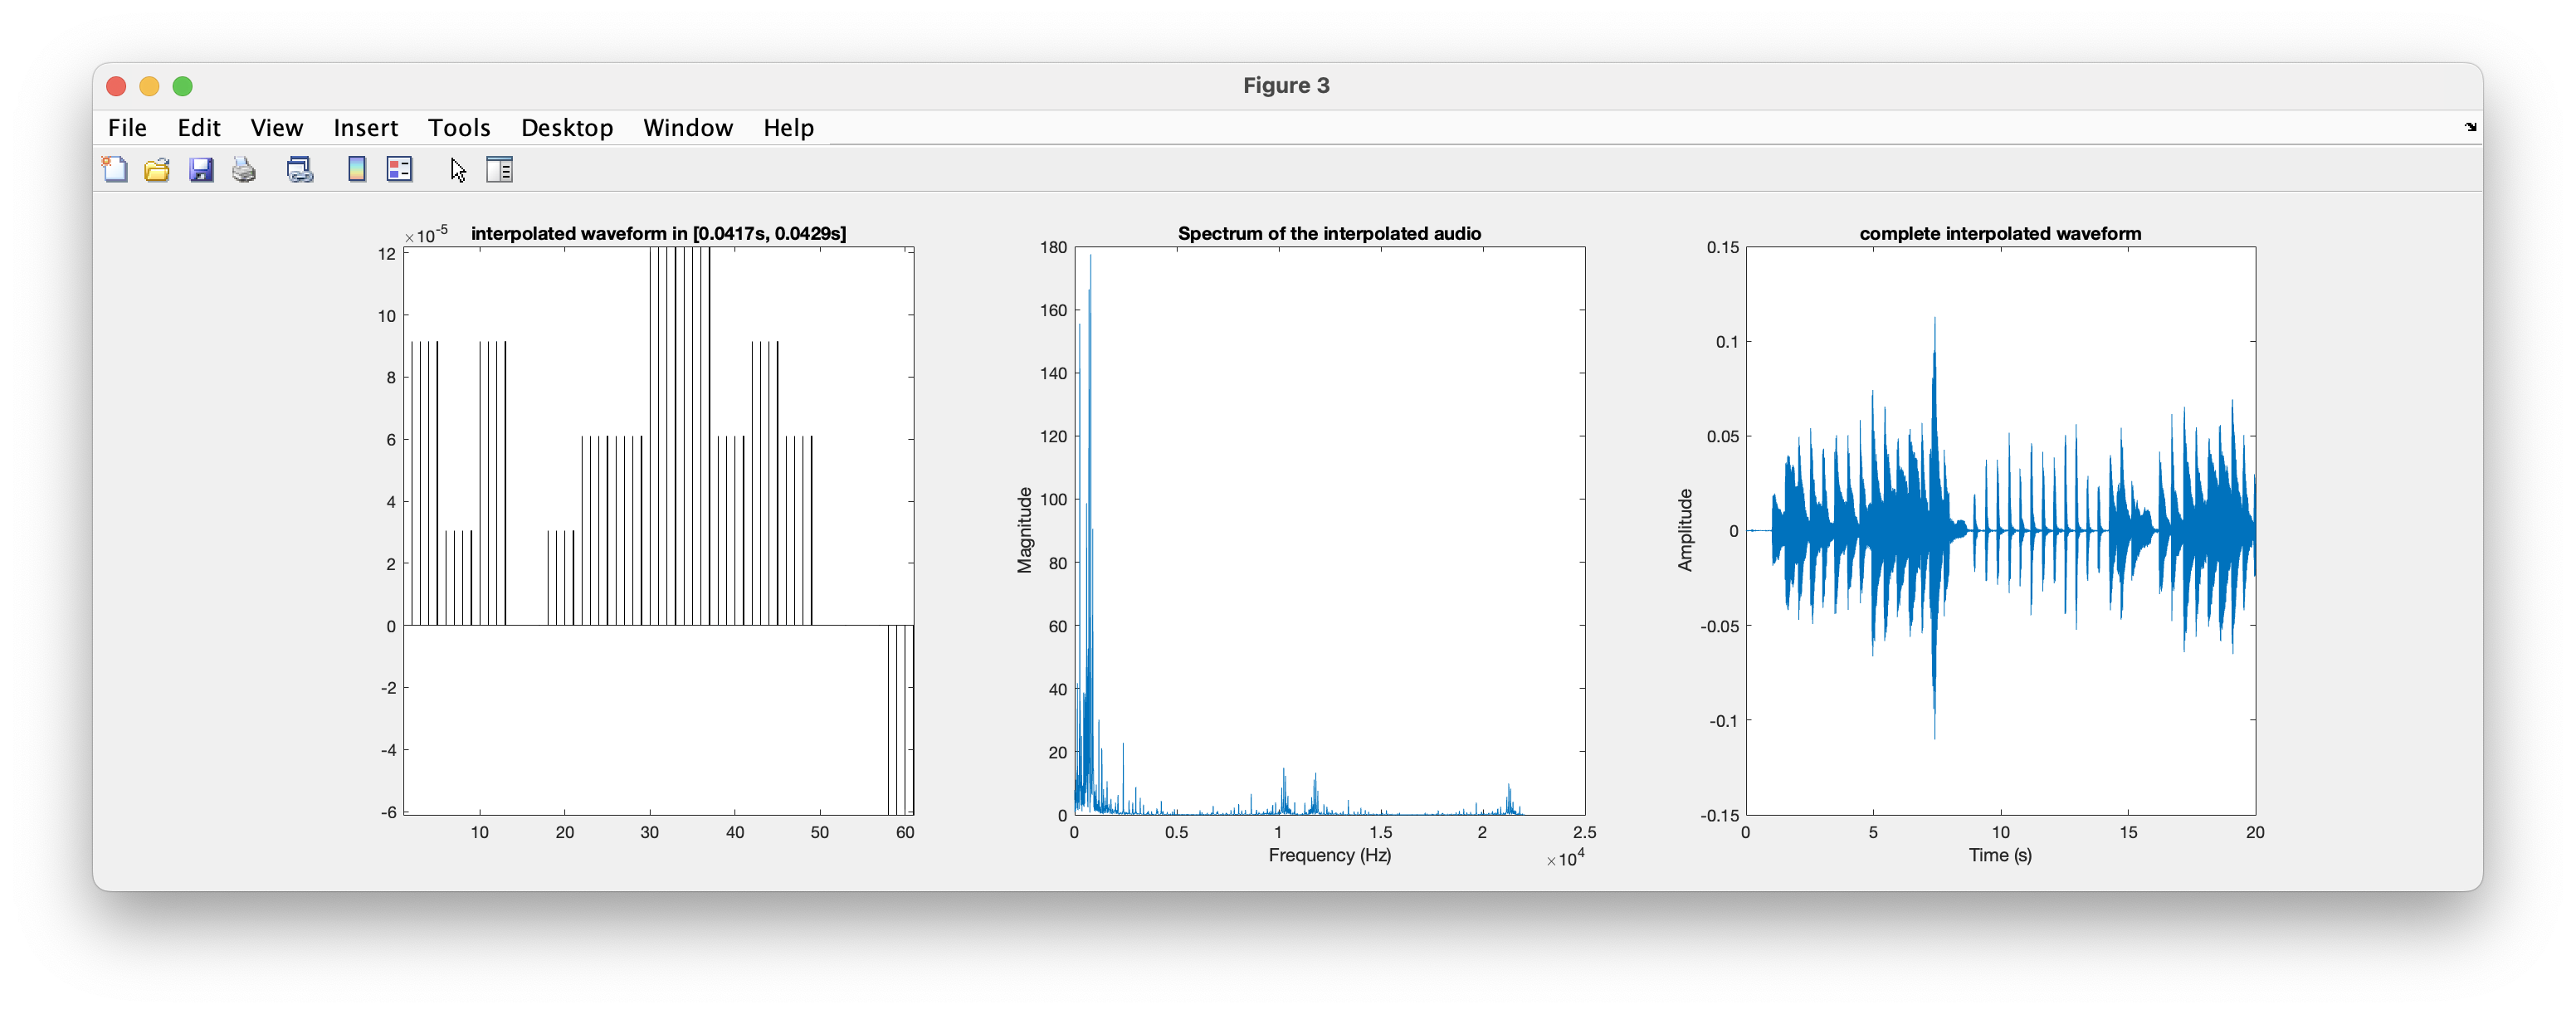 Figure 3
File Edit View Insert Tools Desktop Window Help
×10-5
interpolated waveform in [0.0417s, 0.0429s]
12
10
8
6
4
2
0
-2
-4
-6
10 20 30 40 50 60
Spectrum of the interpolated audio
180
160
140
120
100
80
60
40
20
0
Magnitude
0 0.5 1 1.5 2 2.5
Frequency (Hz)
×104
complete interpolated waveform
0.15
0.1
0.05
0
-0.05
-0.1
-0.15
Amplitude
0 5 10 15 20
Time (s)